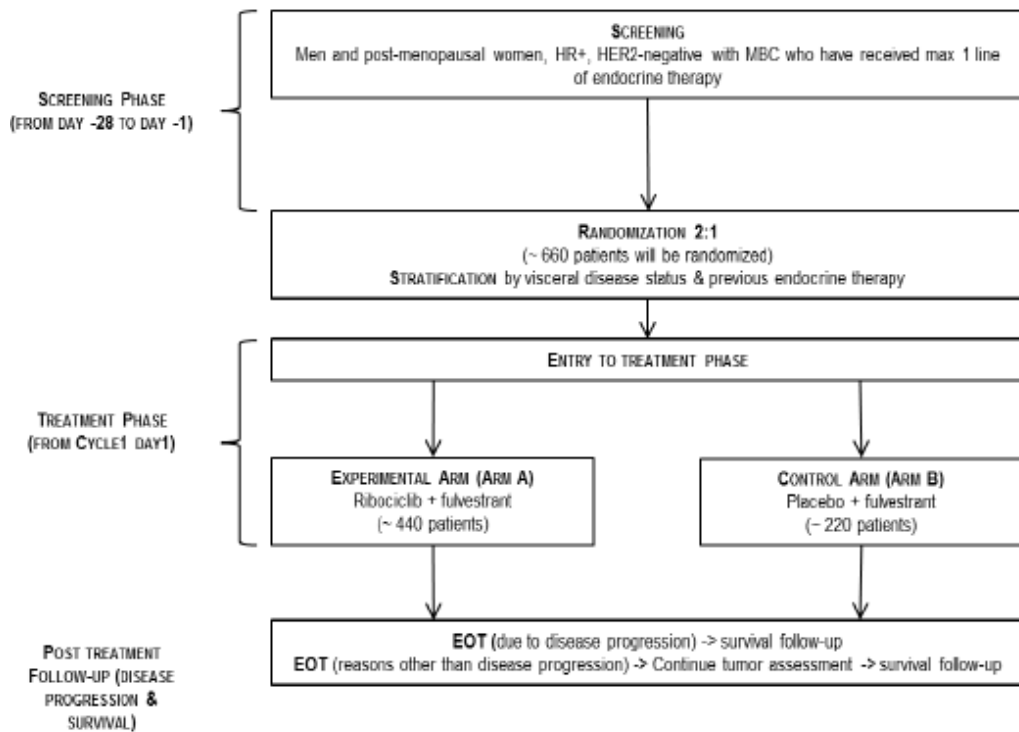 SCREENING
Men and post-menopausal women, HR+, HER2-negative with MBC who have received max 1 line
of endocrine therapy
SCREENING PHASE
(FROM DAY -28 TO DAY -1)
RANDOMIZATION 2:1
(~ 660 patients will be randomized)
STRATIFICATION by visceral disease status & previous endocrine therapy
ENTRY TO TREATMENT PHASE
TREATMENT PHASE
(FROM CYCLE1 DAY1)
EXPERIMENTAL ARM (ARM A)
Ribociclib + fulvestrant
(~ 440 patients)
CONTROL ARM (ARM B)
Placebo + fulvestrant
(~ 220 patients)
POST TREATMENT
FOLLOW-UP (DISEASE
PROGRESSION &
SURVIVAL)
EOT (due to disease progression) -> survival follow-up
EOT (reasons other than disease progression) -> Continue tumor assessment -> survival follow-up